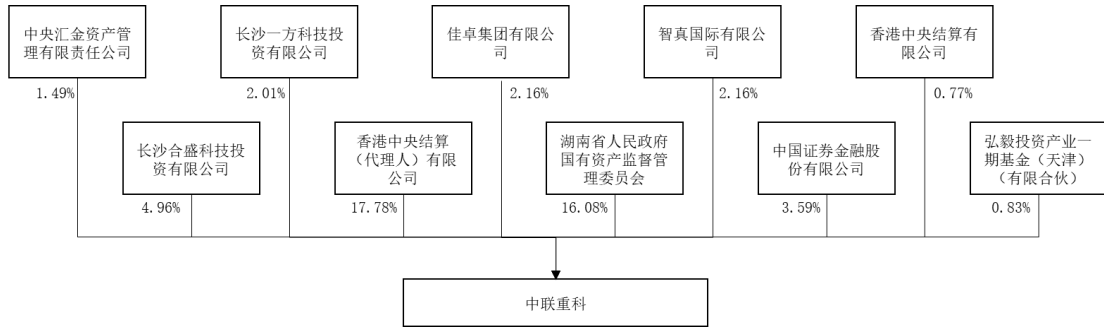 中央汇金资产管
理有限责任公司
长沙一方科技投
资有限公司
佳卓集团有限公
司
智真国际有限公
司
香港中央结算有
限公司
1.49%
2.01%
2.16%
2.16%
0.77%
长沙合盛科技投
资有限公司
香港中央结算
（代理人）有限
公司
湖南省人民政府
国有资产监督管
理委员会
中国证券金融股
份有限公司
弘毅投资产业一
期基金（天津）
（有限合伙）
4.96%
17.78%
16.08%
3.59%
0.83%
中联重科